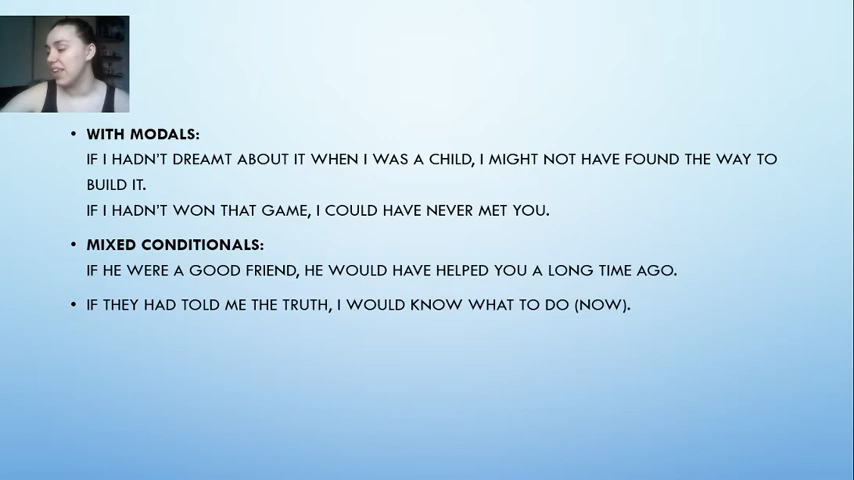 • WITH MODALS:
IF I HADN'T DREAMT ABOUT IT WHEN I WAS A CHILD, I MIGHT NOT HAVE FOUND THE WAY TO
BUILD IT.
IF I HADN'T WON THAT GAME, I COULD HAVE NEVER MET YOU.
• MIXED CONDITIONALS:
IF HE WERE A GOOD FRIEND, HE WOULD HAVE HELPED YOU A LONG TIME AGO.
• IF THEY HAD TOLD ME THE TRUTH, I WOULD KNOW WHAT TO DO (NOW).